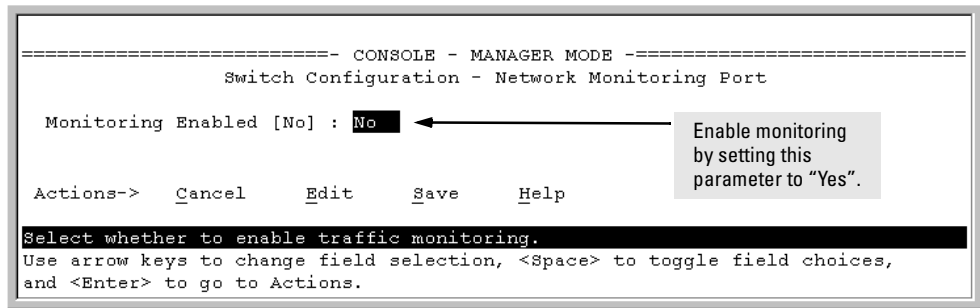 ===========================- CONSOLE - MANAGER MODE -============================
Switch Configuration - Network Monitoring Port
Monitoring Enabled [No] : No
Enable monitoring
by setting this
parameter to “Yes”.
Actions-> Cancel Edit Save Help
Select whether to enable traffic monitoring.
Use arrow keys to change field selection, <Space> to toggle field choices,
and <Enter> to go to Actions.